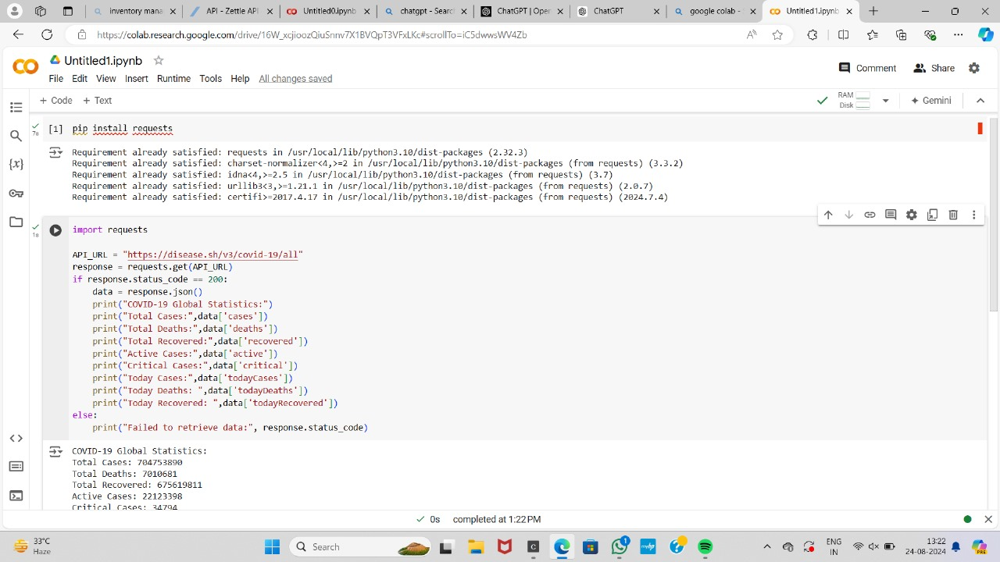 inventory mana
API - Zettle API
Untitled0.ipynb
chatgpt - Search
ChatGPT | Open
ChatGPT
google colab -
Untitled1.ipynb
https://colab.research.google.com/drive/16W_xcjioozQiuSnnv7X1BVQpT3VFxLKc#scrollTo=iC5dwwsWV4Zb
Untitled1.ipynb
Comment
Share
File Edit View Insert Runtime Tools Help All changes saved
+ Code + Text
RAM
Disk
Gemini
[1] pip install requests
7s
Requirement already satisfied: requests in /usr/local/lib/python3.10/dist-packages (2.32.3)
Requirement already satisfied: charset-normalizer<4,>=2 in /usr/local/lib/python3.10/dist-packages (from requests) (3.3.2)
Requirement already satisfied: idna<4,>=2.5 in /usr/local/lib/python3.10/dist-packages (from requests) (3.7)
Requirement already satisfied: urllib3<3,>=1.21.1 in /usr/local/lib/python3.10/dist-packages (from requests) (2.0.7)
Requirement already satisfied: certifi>=2017.4.17 in /usr/local/lib/python3.10/dist-packages (from requests) (2024.7.4)
1s
import requests
API_URL = "https://disease.sh/v3/covid-19/all"
response = requests.get(API_URL)
if response.status_code == 200:
data = response.json()
print("COVID-19 Global Statistics:")
print("Total Cases:",data['cases'])
print("Total Deaths:",data['deaths'])
print("Total Recovered:",data['recovered'])
print("Active Cases:",data['active'])
print("Critical Cases:",data['critical'])
print("Today Cases:",data['todayCases'])
print("Today Deaths: ",data['todayDeaths'])
print("Today Recovered: ",data['todayRecovered'])
else:
print("Failed to retrieve data:", response.status_code)
COVID-19 Global Statistics:
Total Cases: 704753890
Total Deaths: 7010681
Total Recovered: 675619811
Active Cases: 22123398
Critical Cases: 34794
0s completed at 1:22 PM
33°C
Haze
Search
1
ENG
IN
13:22
24-08-2024